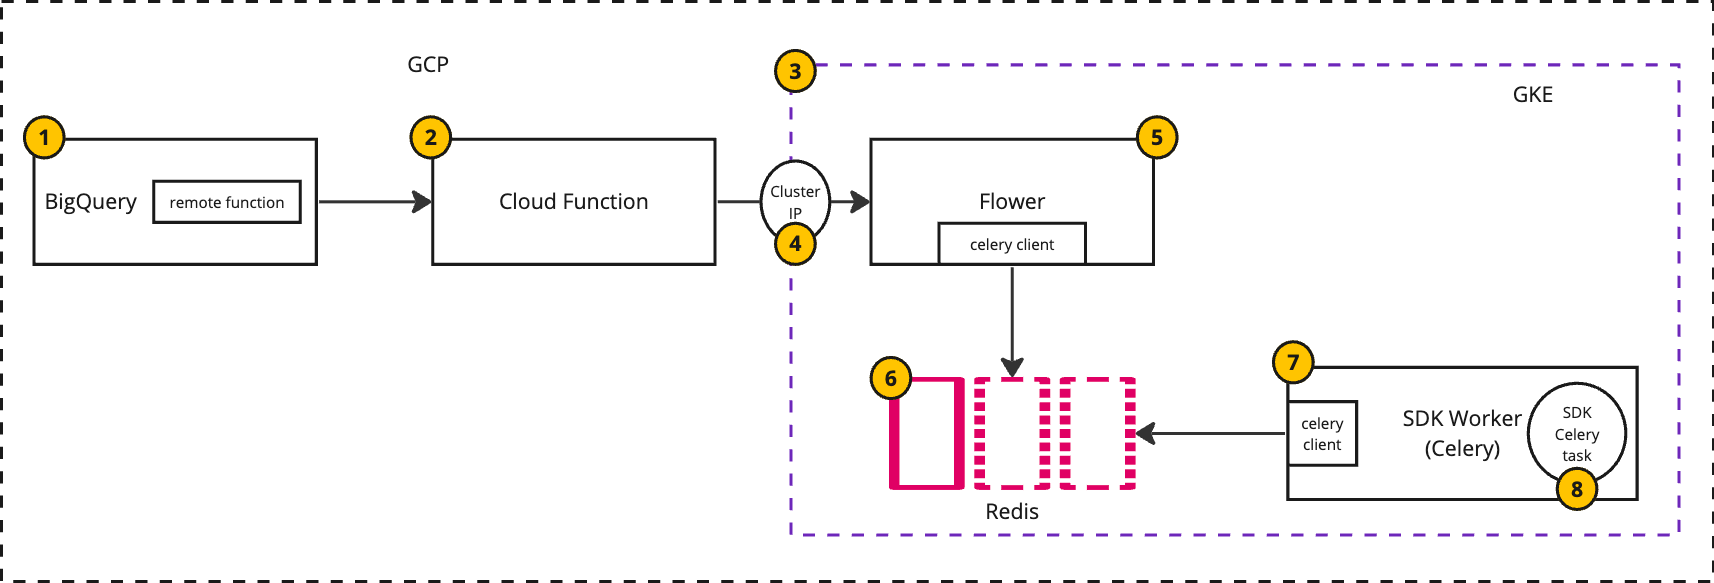 GCP
3
GKE
1
2
5
BigQuery
remote function
Cloud Function
Cluster
IP
4
Flower
celery client
6
7
celery
client
SDK Worker
(Celery)
SDK
Celery
task
8
Redis